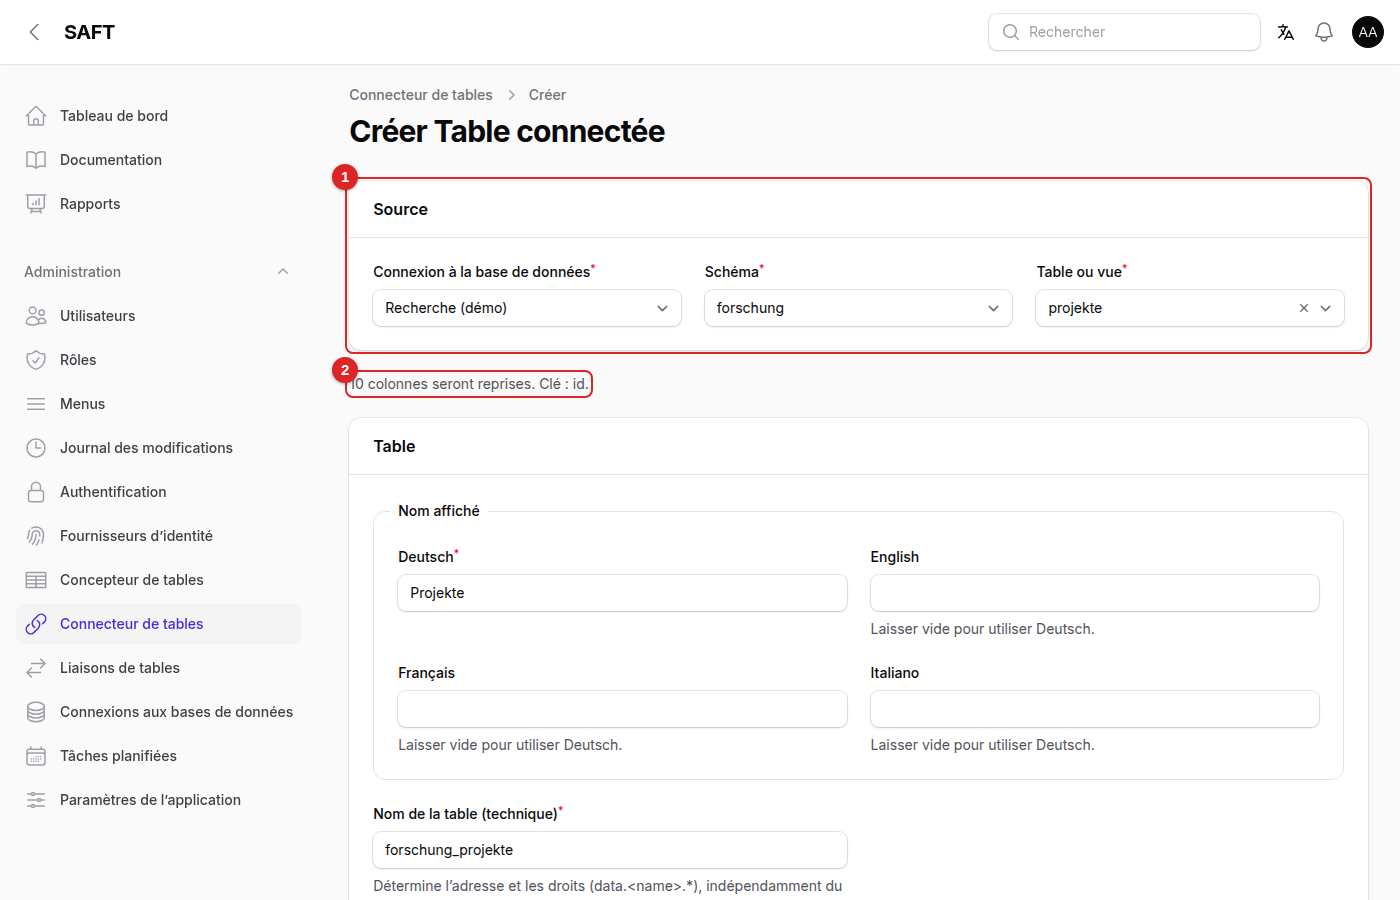 SAFT
Rechercher
AA
Tableau de bord
Documentation
Rapports
Administration
Utilisateurs
Rôles
Menus
Journal des modifications
Authentification
Fournisseurs d’identité
Concepteur de tables
Connecteur de tables
Liaisons de tables
Connexions aux bases de données
Tâches planifiées
Paramètres de l’application
Connecteur de tables > Créer
Créer Table connectée
1
Source
Connexion à la base de données* Schéma* Table ou vue*
Recherche (démo) forschung projekte
2
10 colonnes seront reprises. Clé : id.
Table
Nom affiché
Deutsch* English
Projekte
Laisser vide pour utiliser Deutsch.
Français Italiano
Laisser vide pour utiliser Deutsch. Laisser vide pour utiliser Deutsch.
Nom de la table (technique)*
forschung_projekte
Détermine l’adresse et les droits (data.<name>.*), indépendamment du